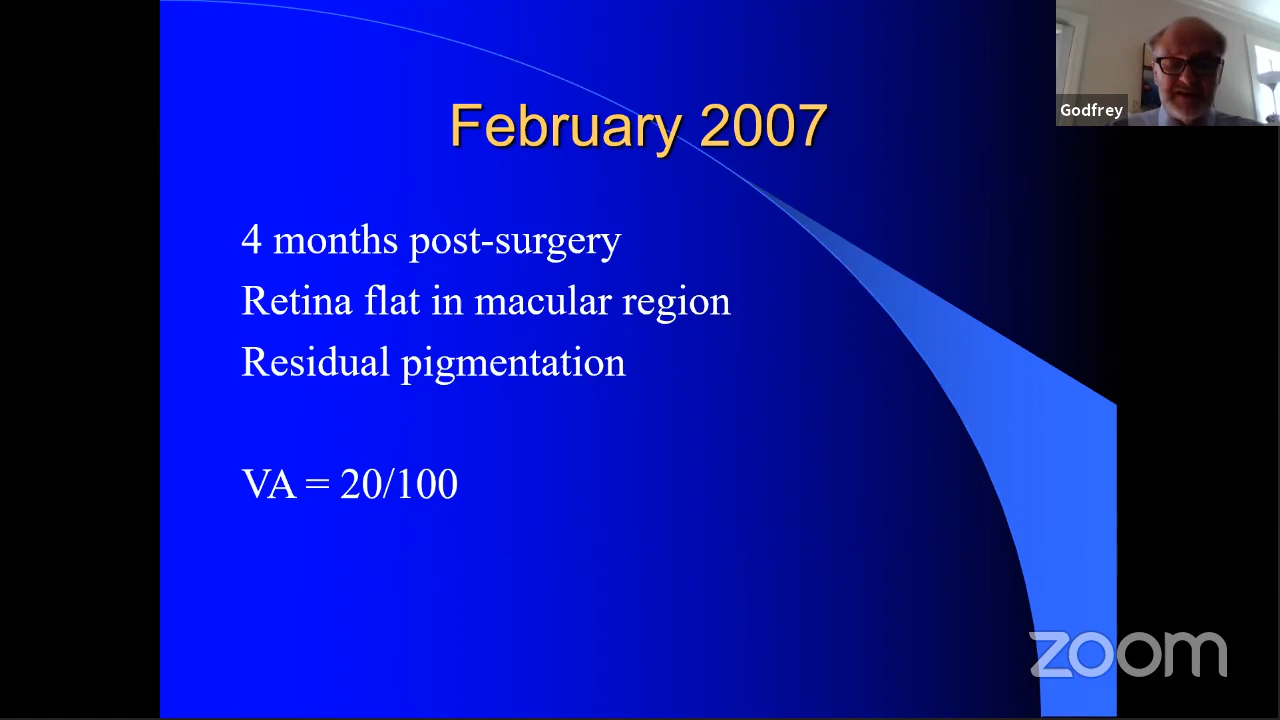 February 2007
4 months post-surgery
Retina flat in macular region
Residual pigmentation
VA = 20/100
Godfrey
zoom